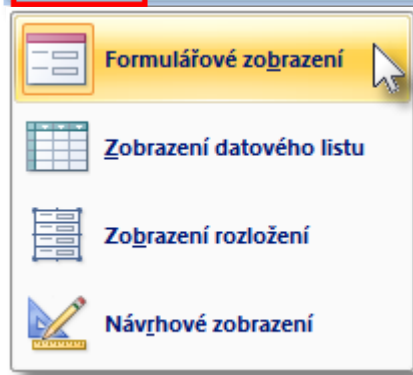 Formulářové zobrazení
Zobrazení datového listu
Zobrazení rozložení
Návrhové zobrazení